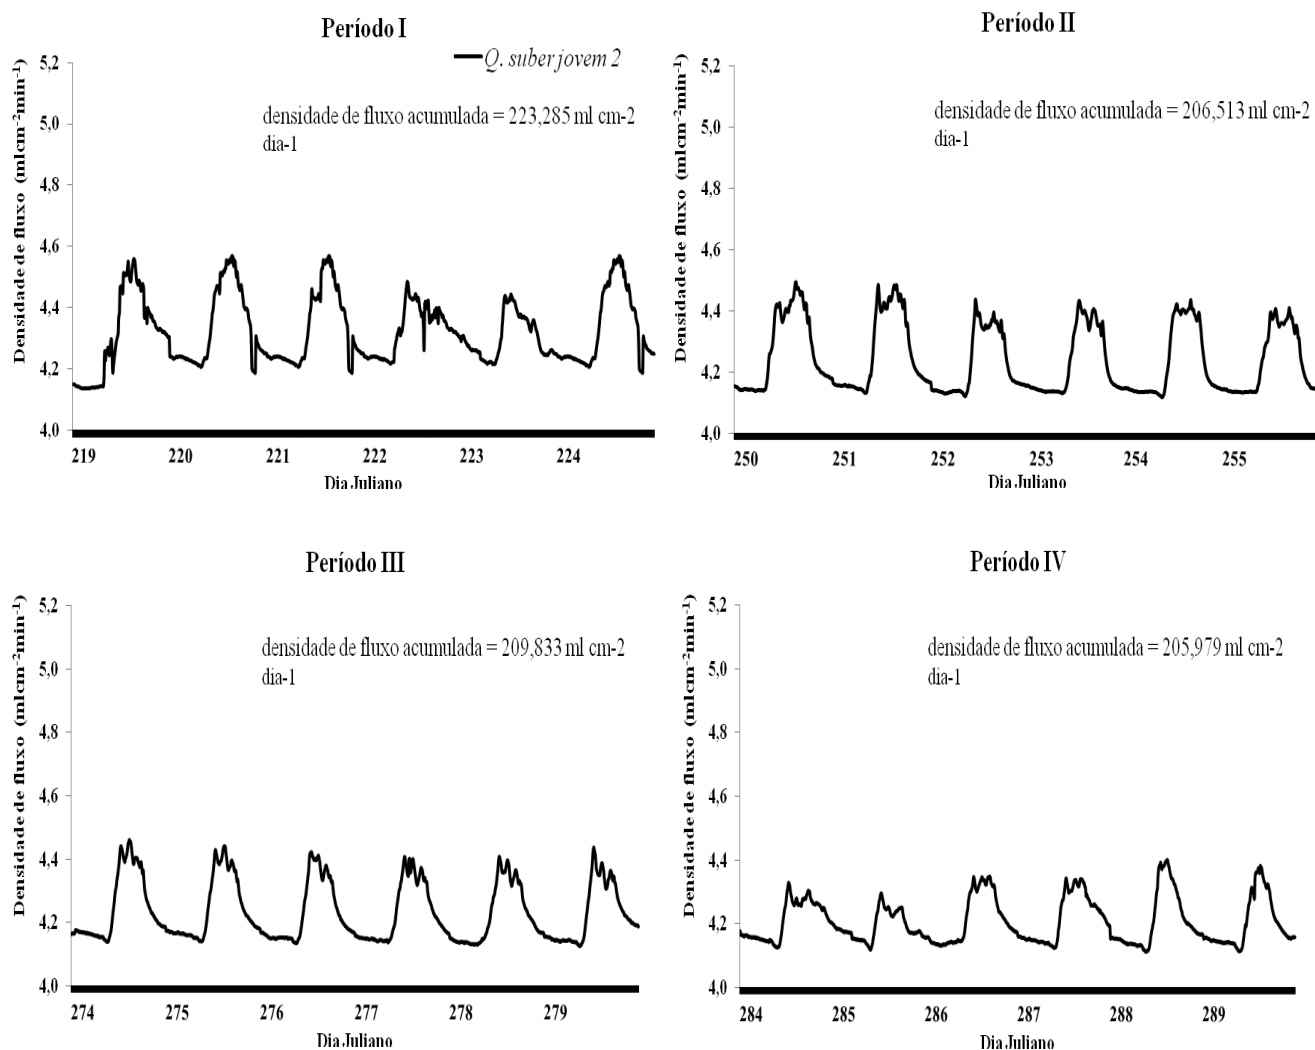 Período I
Q. suber jovem 2
densidade de fluxo acumulada = 223,285 ml cm-2
dia-1
Densidade de fluxo (mlcm-2min-1)
5,2
5,0
4,8
4,6
4,4
4,2
4,0
219 220 221 222 223 224
Dia Juliano
Período II
densidade de fluxo acumulada = 206,513 ml cm-2
dia-1
Densidade de fluxo (mlcm-2min-1)
5,2
5,0
4,8
4,6
4,4
4,2
4,0
250 251 252 253 254 255
Dia Juliano
Período III
densidade de fluxo acumulada = 209,833 ml cm-2
dia-1
Densidade de fluxo (mlcm-2min-1)
5,2
5,0
4,8
4,6
4,4
4,2
4,0
274 275 276 277 278 279
Dia Juliano
Período IV
densidade de fluxo acumulada = 205,979 ml cm-2
dia-1
Densidade de fluxo (mlcm-2min-1)
5,2
5,0
4,8
4,6
4,4
4,2
4,0
284 285 286 287 288 289
Dia Juliano